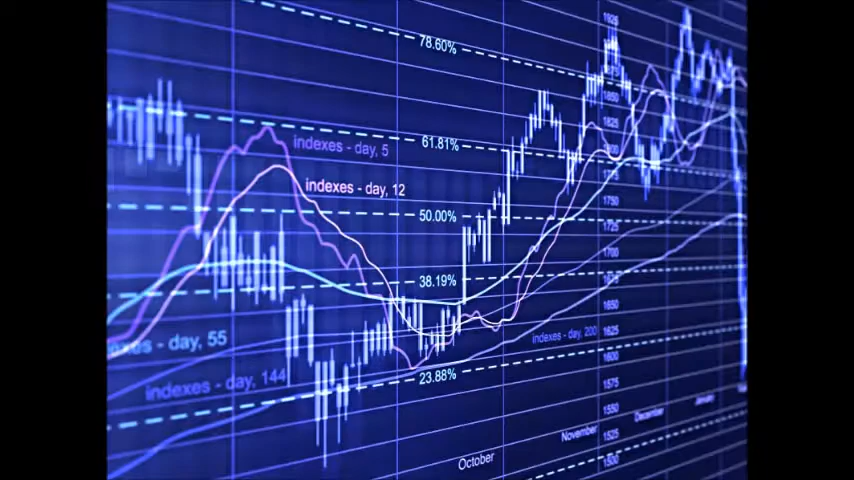 78.60%
indexes - day, 5
61.81%
indexes - day, 12
50.00%
38.19%
indexes - day, 55
indexes - day, 144
23.88%
indexes - day, 200
1925
1850
1825
1800
1775
1750
1725
1700
1675
1650
1625
1600
1575
1550
1525
1500
October
November
December
January